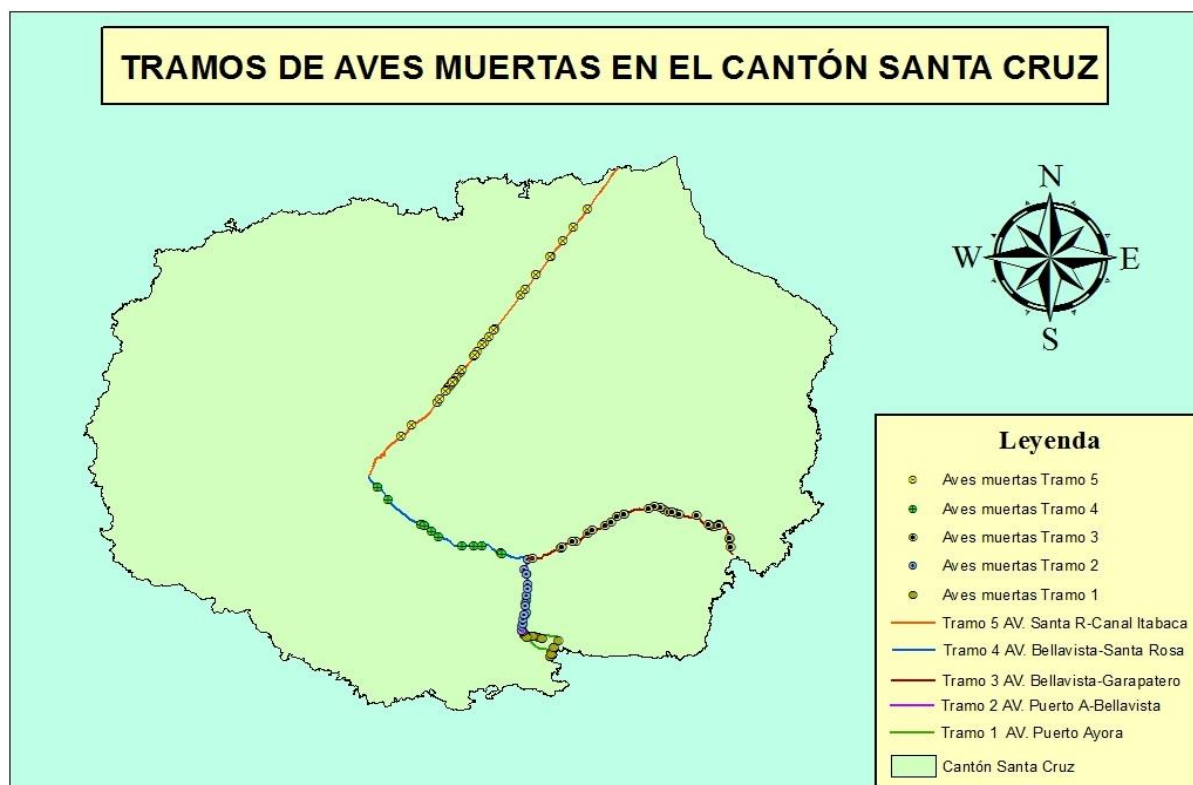 TRAMOS DE AVES MUERTAS EN EL CANTÓN SANTA CRUZ
N
W E
S
Leyenda
Aves muertas Tramo 5
Aves muertas Tramo 4
Aves muertas Tramo 3
Aves muertas Tramo 2
Aves muertas Tramo 1
Tramo 5 AV. Santa R-Canal Itabaca
Tramo 4 AV. Bellavista-Santa Rosa
Tramo 3 AV. Bellavista-Garapatero
Tramo 2 AV. Puerto A-Bellavista
Tramo 1 AV. Puerto Ayora
Cantón Santa Cruz